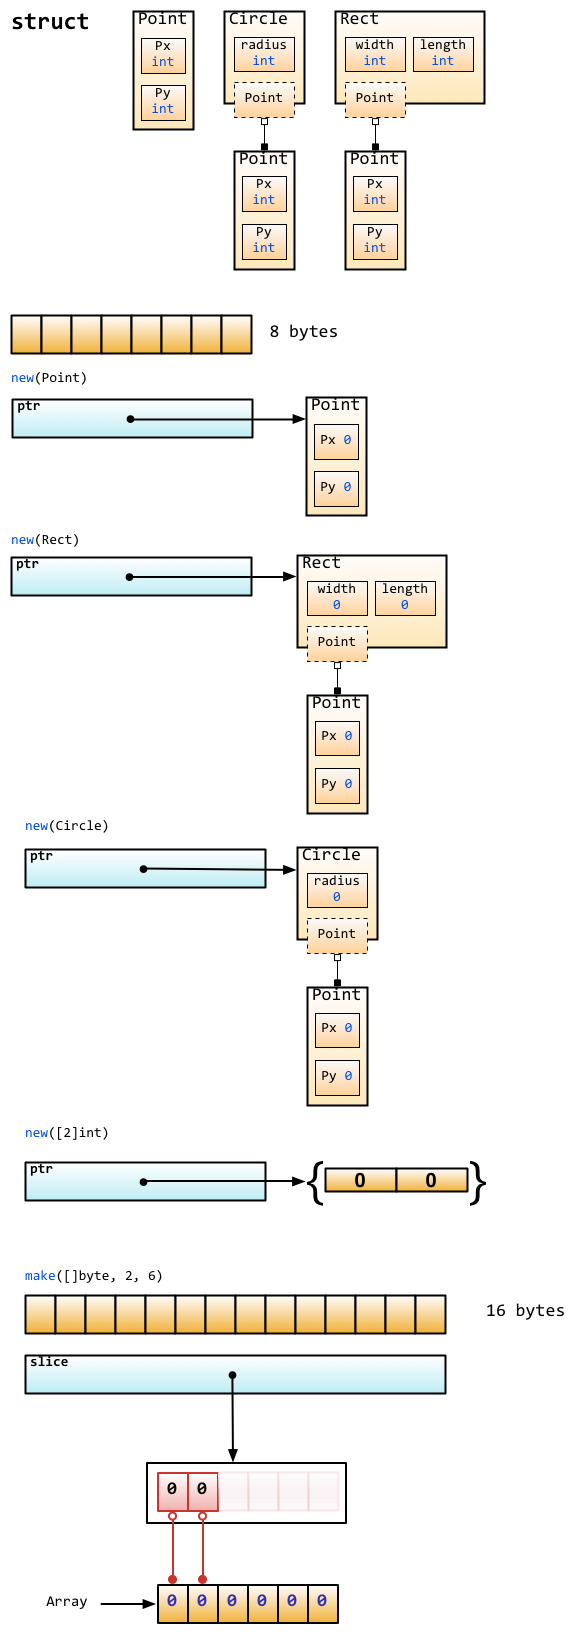 struct
Point
Circle
Rect
Px
int
Py
int
radius
int
Point
width
int
length
int
Point
Point
Px
int
Py
int
Point
Px
int
Py
int
8 bytes
new(Point)
ptr
Point
Px 0
Py 0
new(Rect)
ptr
Rect
width
0
length
0
Point
Point
Px 0
Py 0
new(Circle)
ptr
Circle
radius
0
Point
Point
Px 0
Py 0
new([2]int)
ptr
{ 0 0 }
make([]byte, 2, 6)
16 bytes
slice
0 0
Array
0 0 0 0 0 0